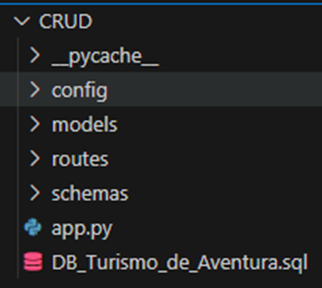 CRUD
__pycache__
config
models
routes
schemas
app.py
DB_Turismo_de_Aventura.sql